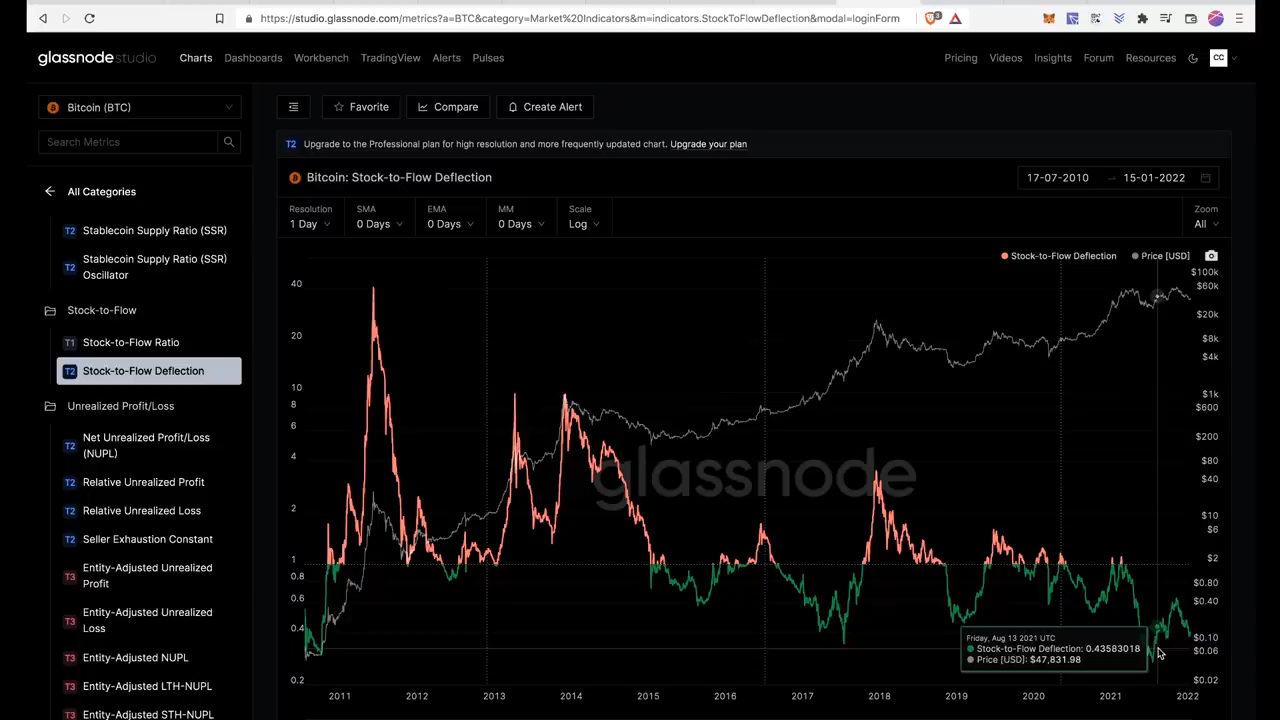 https://studio.glassnode.com/metrics?a=BTC&category=Market%20Indicators&m=indicators.StockToFlowDeflection&modal=loginForm
glassnode studio
Charts
Dashboards
Workbench
TradingView
Alerts
Pulses
Pricing
Videos
Insights
Forum
Resources
CC
Bitcoin (BTC)
Search Metrics
All Categories
T2 Stablecoin Supply Ratio (SSR)
T2 Stablecoin Supply Ratio (SSR)
Oscillator
Stock-to-Flow
T1 Stock-to-Flow Ratio
T2 Stock-to-Flow Deflection
Unrealized Profit/Loss
T2 Net Unrealized Profit/Loss
(NUPL)
T2 Relative Unrealized Profit
T2 Relative Unrealized Loss
T2 Seller Exhaustion Constant
T3 Entity-Adjusted Unrealized
Profit
T3 Entity-Adjusted Unrealized
Loss
T3 Entity-Adjusted NUPL
T3 Entity-Adjusted LTH-NUPL
T3 Entity-Adjusted STH-NUPL
Favorite
Compare
Create Alert
T2 Upgrade to the Professional plan for high resolution and more frequently updated chart. Upgrade your plan
Bitcoin: Stock-to-Flow Deflection
17-07-2010 → 15-01-2022
Resolution
1 Day
SMA
0 Days
EMA
0 Days
MM
0 Days
Scale
Log
Zoom
All
Stock-to-Flow Deflection
Price [USD]
40
20
10
8
6
4
2
1
0.8
0.6
0.4
0.2
$100k
$60k
$20k
$8k
$4k
$1k
$600
$200
$80
$40
$10
$6
$2
$0.80
$0.40
$0.10
$0.06
$0.02
glassnode
Friday, Aug 13 2021 UTC
Stock-to-Flow Deflection: 0.43583018
Price [USD]: $47,831.98
2011
2012
2013
2014
2015
2016
2017
2018
2019
2020
2021
2022